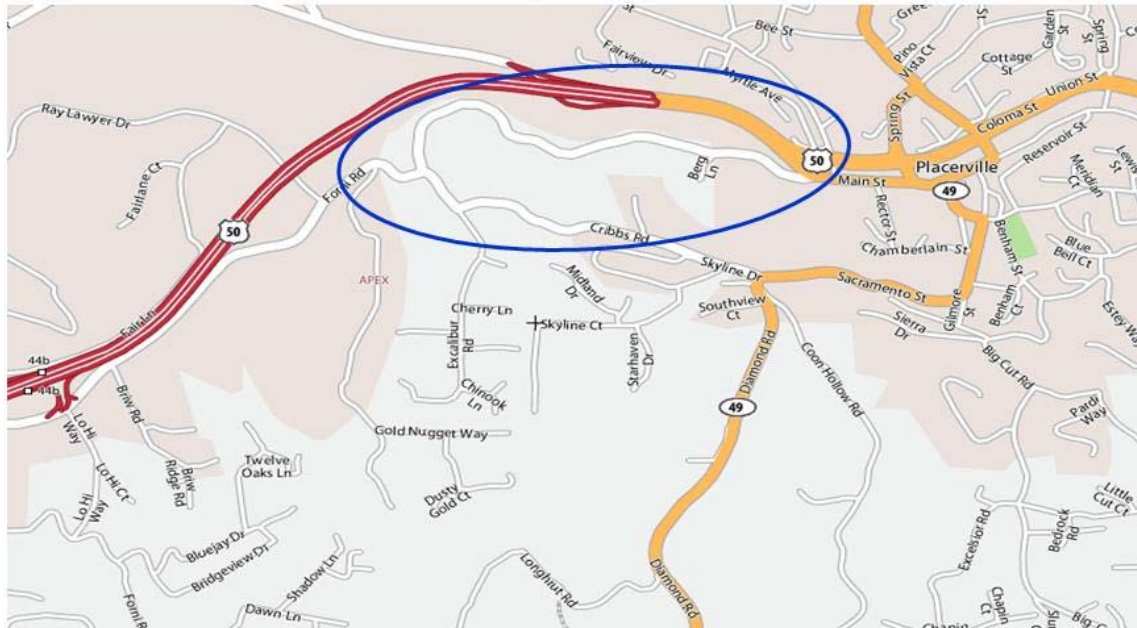 Bee St
Fairview Dr
Myrtle Ave
Pino
Vista Ct
Cottage
St
Garden
St
Spring
St
Union St
Coloma St
Spring St
Ray Lawyer Dr
Fairlane Ct
Forni Rd
50
50
Placerville
Main St
49
Berg
Ln
Reservoir St
Meridian
Ct
Lewis
St
Rector St
Chamberlain St
Benham St
Blue
Bell Ct
Cribbs Rd
Skyline Dr
Sacramento St
Gilmore
St
Benham
Ct
Estey Way
APEX
Midland
Dr
Southview
Ct
Sierra
Dr
Cherry Ln
Skyline Ct
Excalibur
Rd
Starhaven
Dr
Diamond Rd
Coon Hollow Rd
Big Cut Rd
44b
44b
Briw Rd
Chinook
Ln
49
Pardi
Way
Lo Hi
Way
Lo Hi Ct
Briw
Ridge Rd
Gold Nugget Way
Twelve
Oaks Ln
Dusty
Gold Ct
Lo Hi
Way
Little
Cut Ct
Excelsior Rd
Bedrock
Rd
Bluejay Dr
Bridgeview Dr
Shadow Ln
Diamond Rd
Forni Rd
Dawn Ln
Chapin
Ct
Chapin